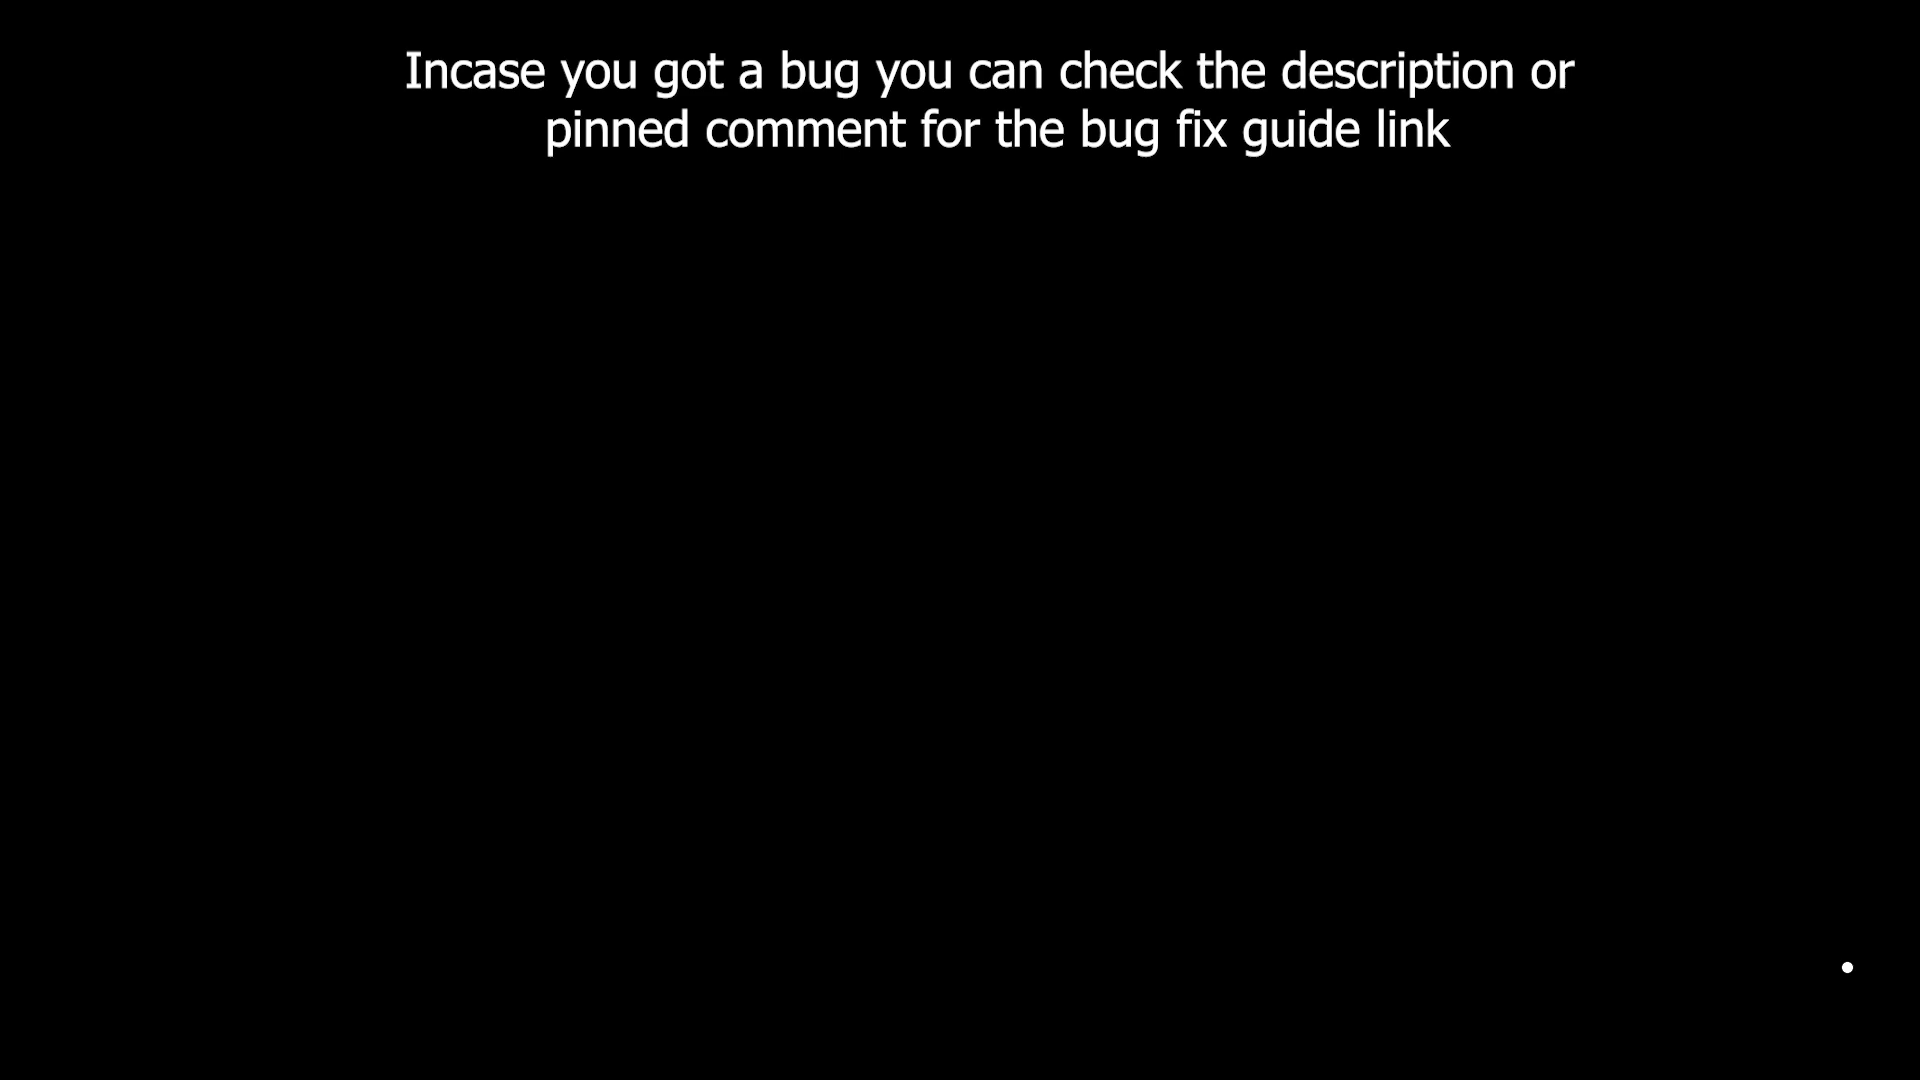 Incase you got a bug you can check the description or
pinned comment for the bug fix guide link